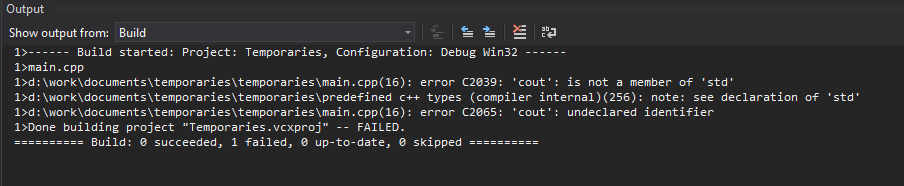 Output
Show output from: Build
1>------ Build started: Project: Temporaries, Configuration: Debug Win32 ------
1>main.cpp
1>d:\work\documents\temporaries\temporaries\main.cpp(16): error C2039: 'cout': is not a member of 'std'
1>d:\work\documents\temporaries\temporaries\predefined c++ types (compiler internal)(256): note: see declaration of 'std'
1>d:\work\documents\temporaries\temporaries\main.cpp(16): error C2065: 'cout': undeclared identifier
1>Done building project "Temporaries.vcxproj" -- FAILED.
========== Build: 0 succeeded, 1 failed, 0 up-to-date, 0 skipped ==========